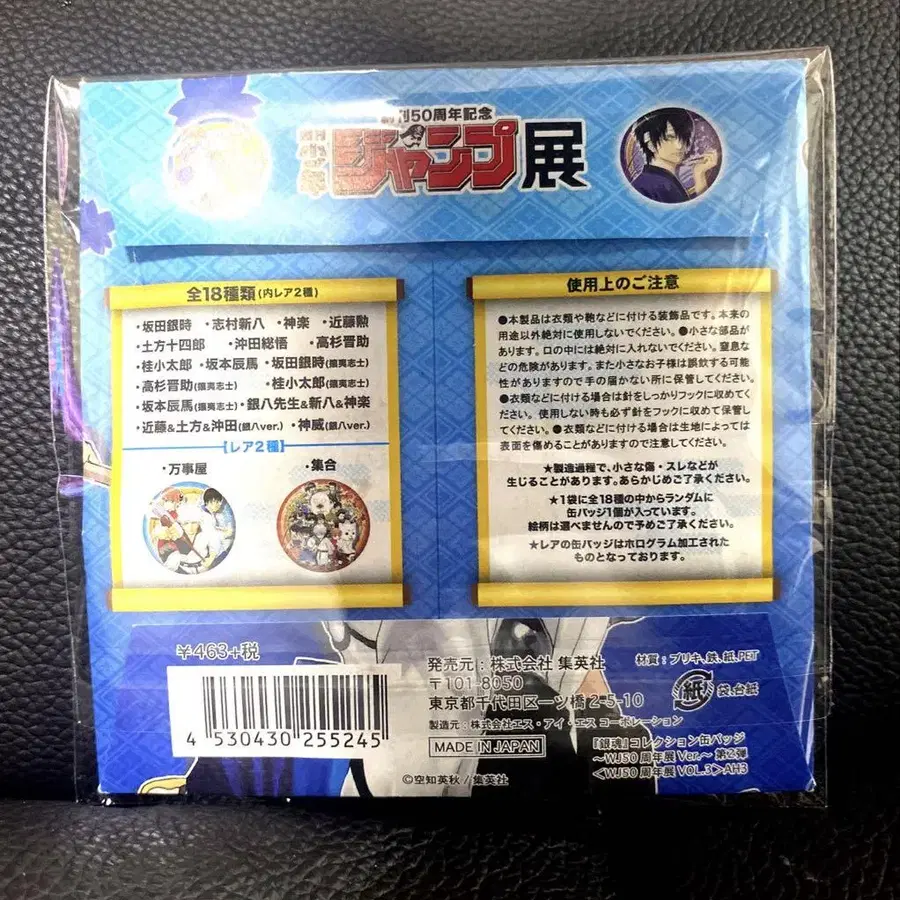 創刊50周年記念
週刊少年
ジャンプ展
全18種類(内レア2種)
・坂田銀時 ・志村新八 ・神楽 ・近藤勲
・土方十四郎 ・沖田総悟 ・高杉晋助
・桂小太郎 ・坂本辰馬 ・坂田銀時(攘夷志士)
・高杉晋助(攘夷志士) ・桂小太郎(攘夷志士)
・坂本辰馬(攘夷志士) ・銀八先生&新八&神楽
・近藤&土方&沖田(銀八ver.) ・神威(銀八ver.)
【レア2種】
・万事屋 ・集合
使用上のご注意
●本製品は衣類や鞄などに付ける装飾品です。本来の
用途以外絶対に使用しないでください。●小さな部品が
あります。口の中には絶対に入れないでください。窒息な
どの危険があります。また小さなお子様は誤飲する可能
性がありますので手の届かない所に保管してください。
●衣類などに付ける場合は針をしっかりフックに収めてく
ださい。使用しない時も必ず針をフックに収めて保管し
てください。●衣類などに付ける場合は生地によっては
表面を傷めることがありますので注意してください。
★製造過程で、小さな傷・スレなどが
生じることがあります。あらかじめご了承ください。
★1袋に全18種の中からランダムに
缶バッジ1個が入っています。
絵柄は選べませんので予めご了承ください。
★レアの缶バッジはホログラム加工された
ものとなっております。
¥463+税
4 530430 255245
発売元：株式会社 集英社
〒101-8050
東京都千代田区一ツ橋2-5-10
製造元：株式会社エス・アイ・エス コーポレーション
MADE IN JAPAN
©空知英秋／集英社
材質：ブリキ、鉄、紙、PET
紙 袋、台紙
『銀魂』コレクション缶バッジ
～WJ50周年展 Ver.～ 第2弾
＜WJ50周年展 VOL.3＞AH3